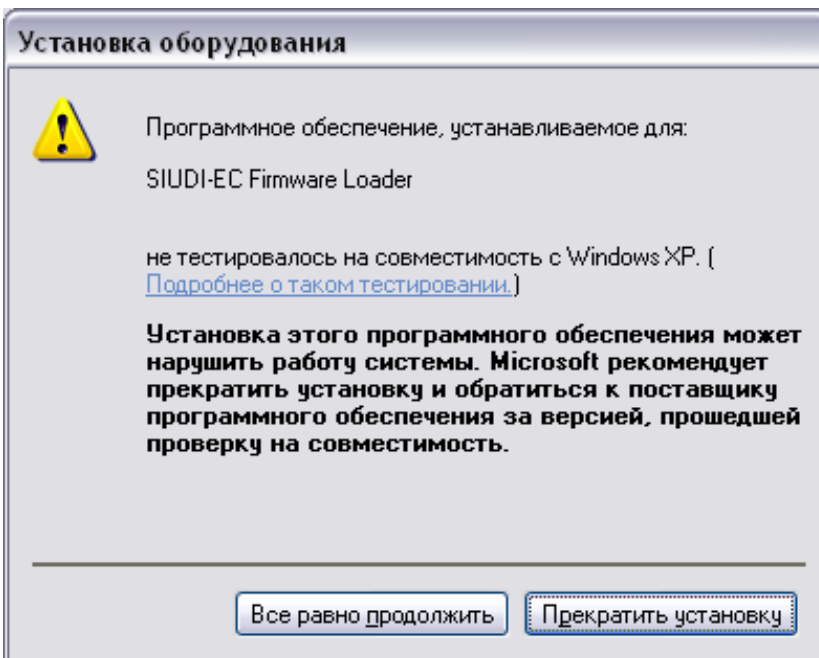 Установка оборудования
Программное обеспечение, устанавливаемое для:
SIUDI-EC Firmware Loader
не тестировалось на совместимость с Windows XP. (
Подробнее о таком тестировании.)
Установка этого программного обеспечения может
нарушить работу системы. Microsoft рекомендует
прекратить установку и обратиться к поставщику
программного обеспечения за версией, прошедшей
проверку на совместимость.
Все равно продолжить
Прекратить установку